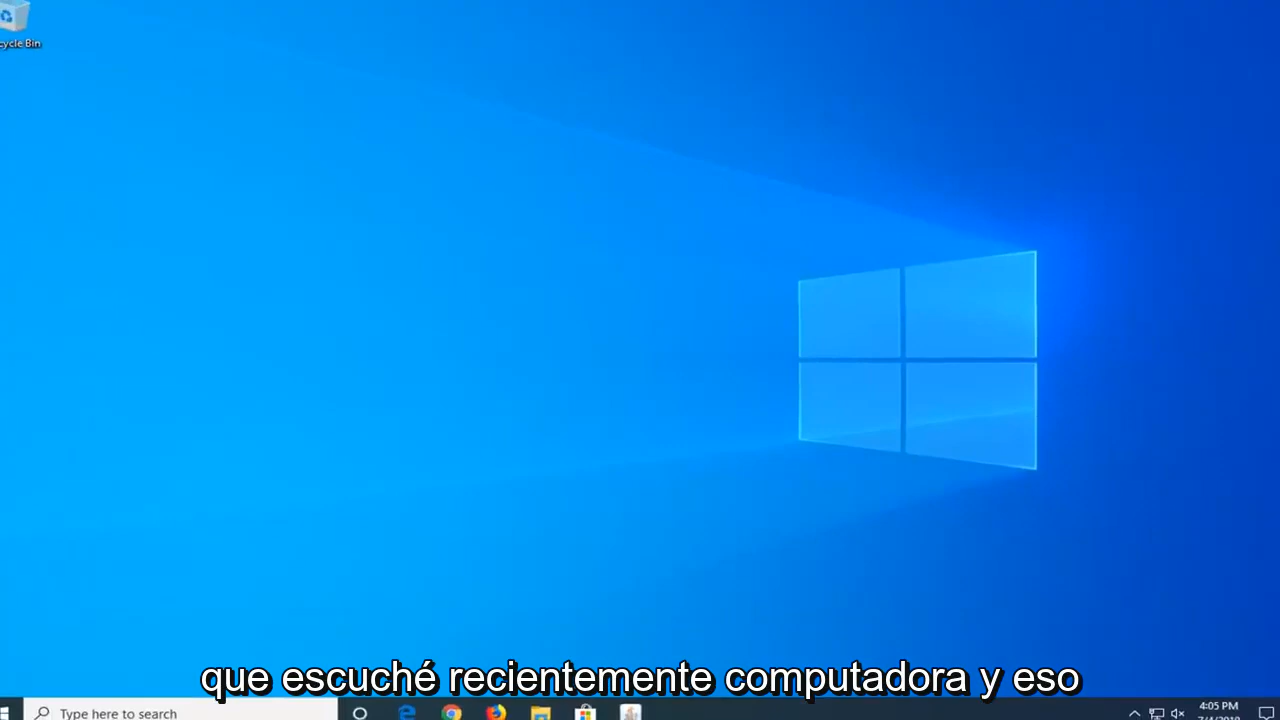 cycle Bin
que escuché recientemente computadora y eso
Type here to search
4:05 PM